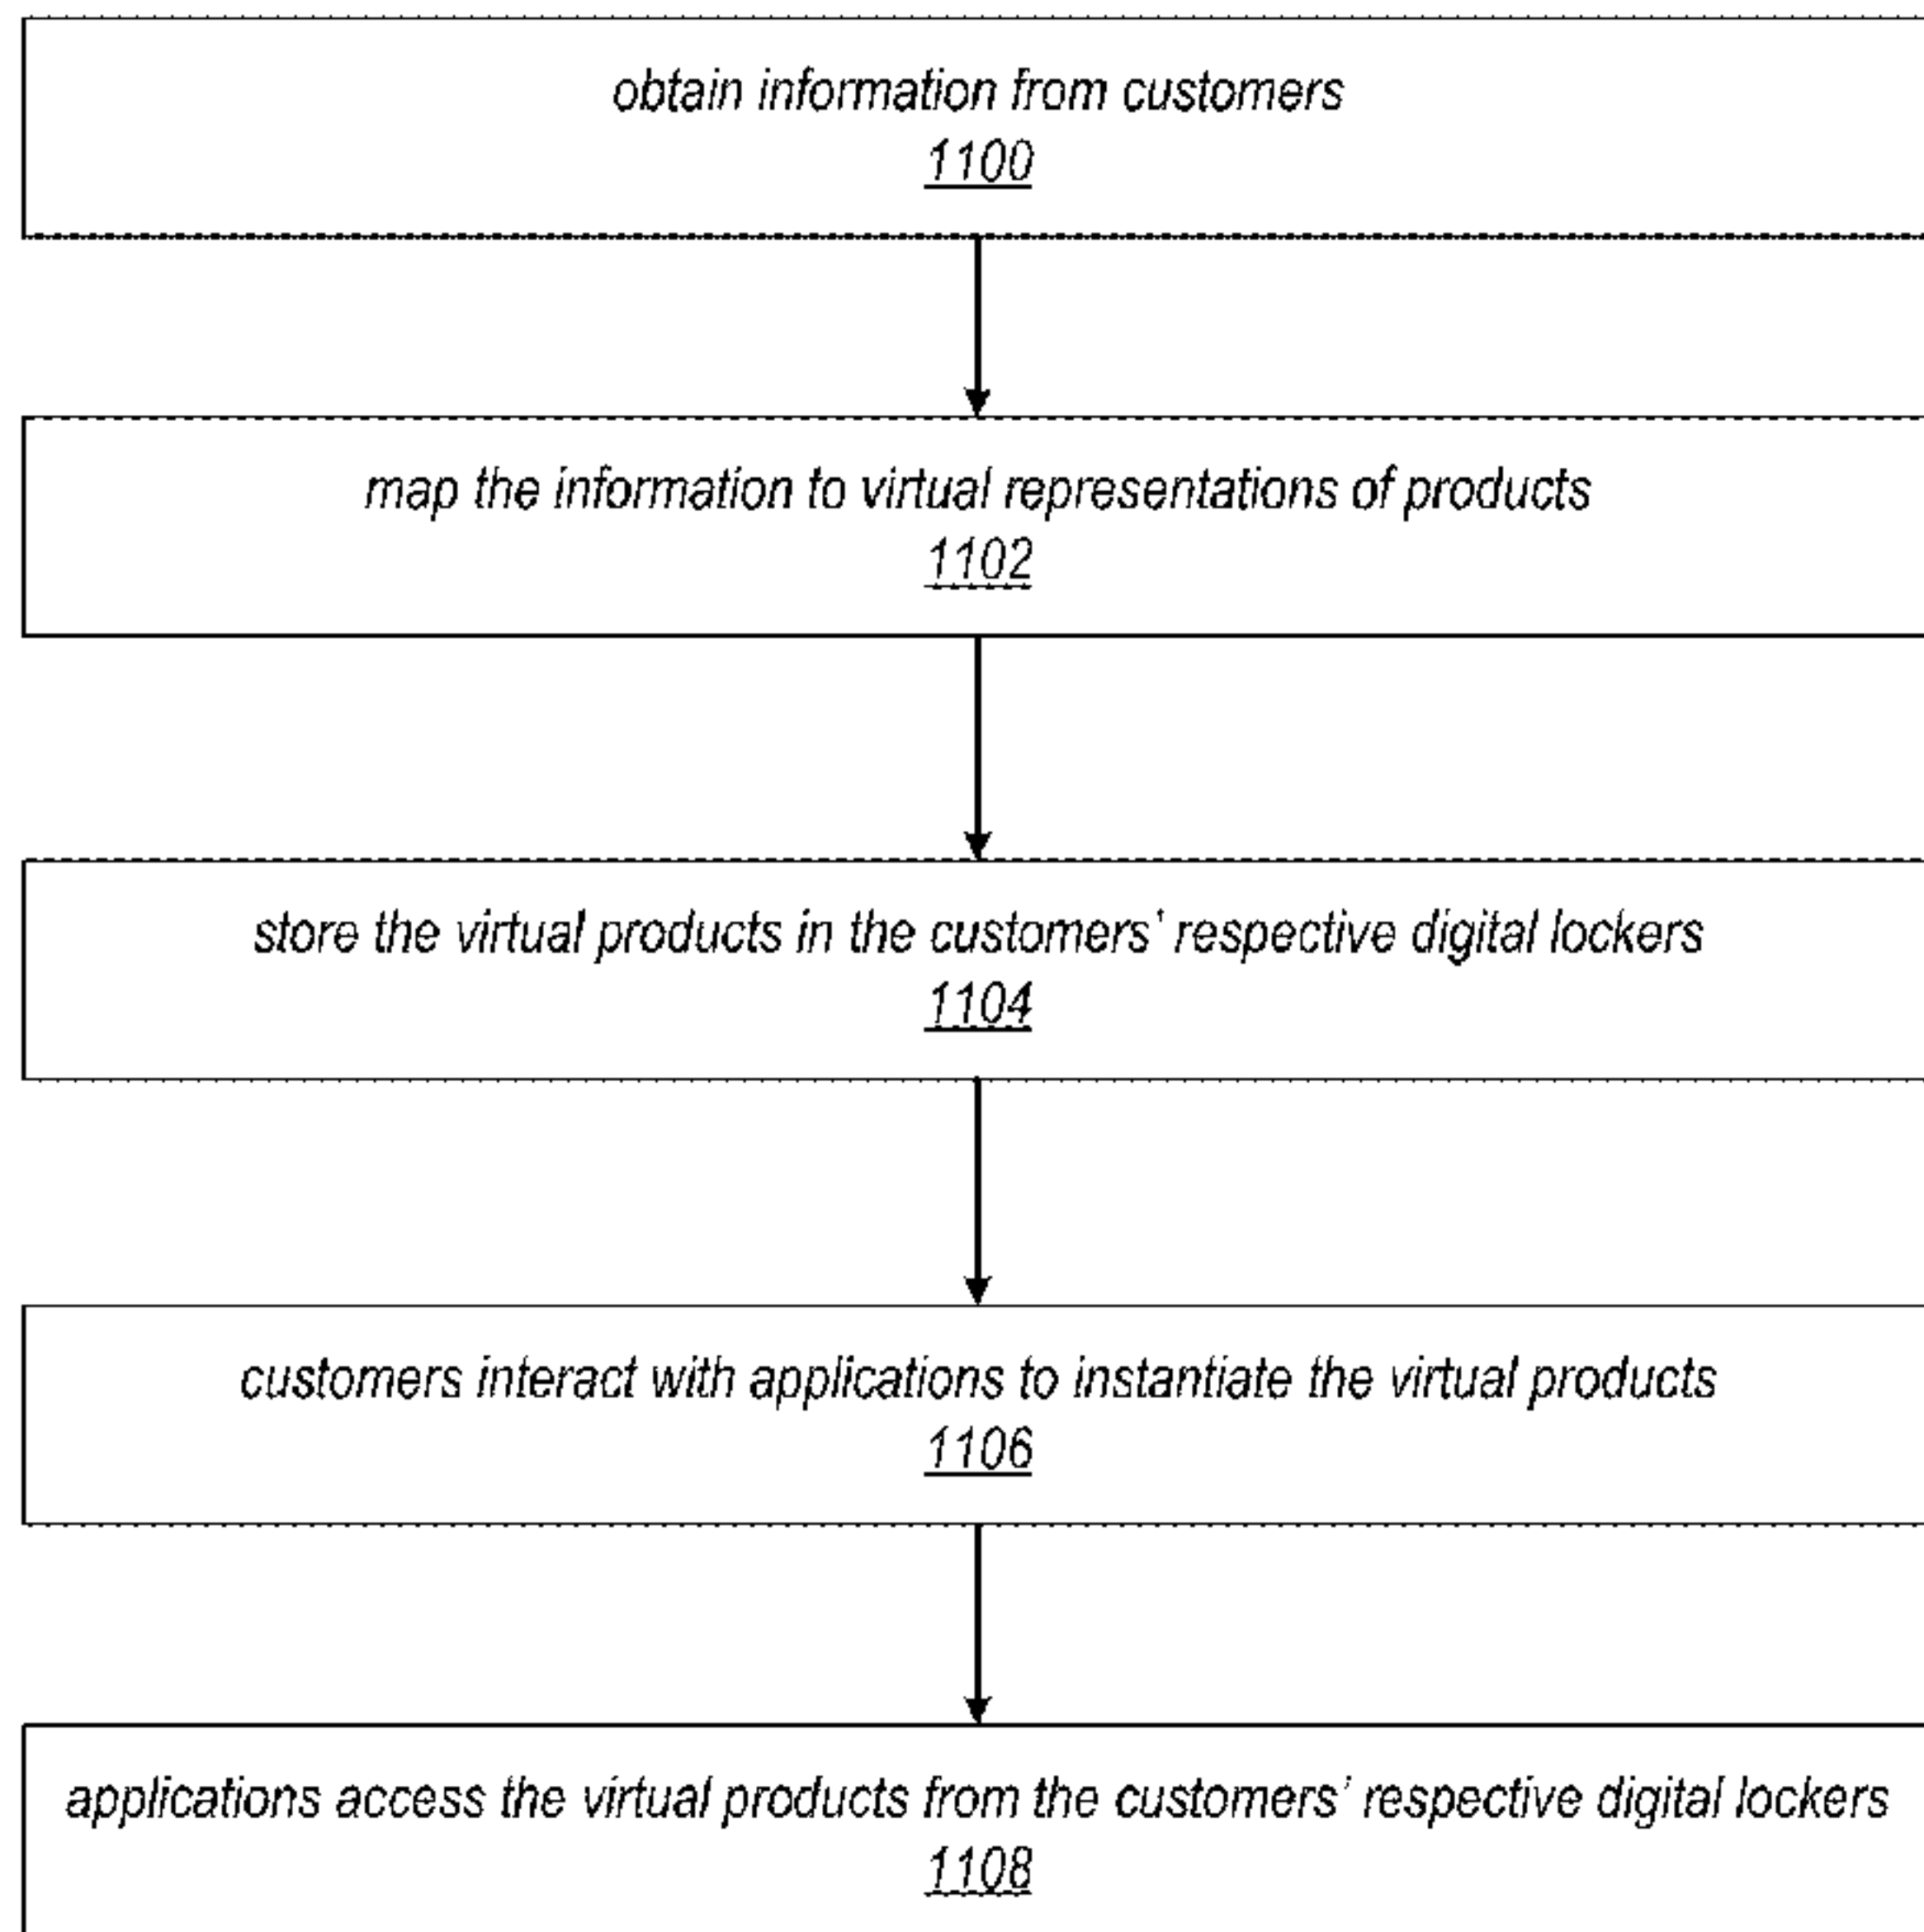 obtain information from customers
1100
map the information to virtual representations of products
1102
store the virtual products in the customers' respective digital lockers
1104
customers interact with applications to instantiate the virtual products
1106
applications access the virtual products from the customers' respective digital lockers
1108